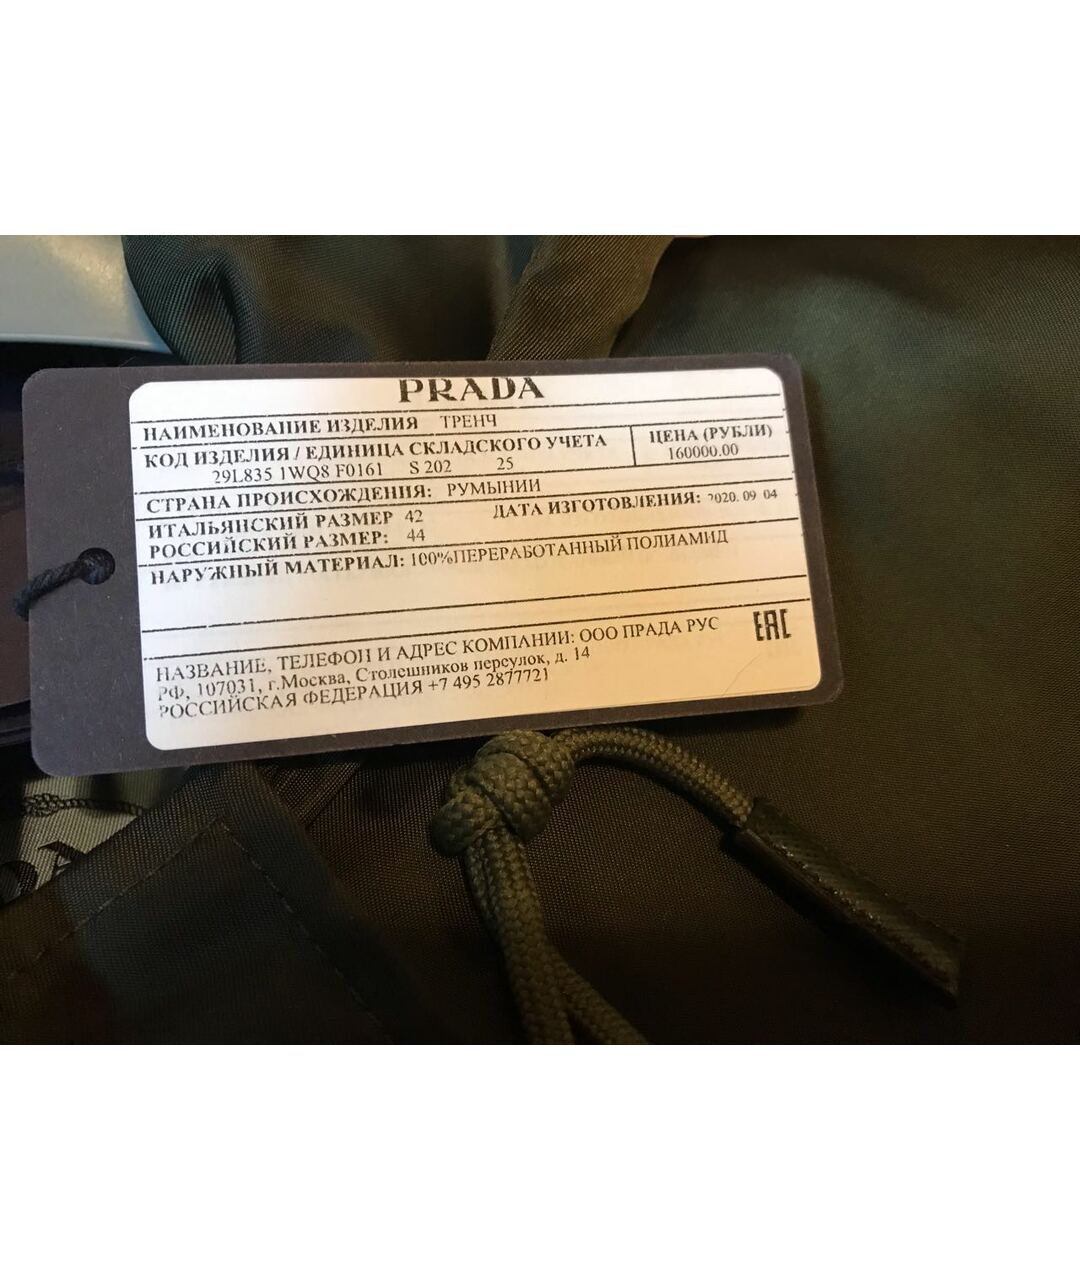 PRADA
НАИМЕНОВАНИЕ ИЗДЕЛИЯ ТРЕНЧ
КОД ИЗДЕЛИЯ / ЕДИНИЦА СКЛАДСКОГО УЧЕТА
ЦЕНА (РУБЛИ)
29L835 1WQ8 F0161 S 202 25
160000.00
СТРАНА ПРОИСХОЖДЕНИЯ: РУМЫНИИ
ИТАЛЬЯНСКИЙ РАЗМЕР 42
ДАТА ИЗГОТОВЛЕНИЯ: 2020. 09 04
РОССИЙСКИЙ РАЗМЕР: 44
НАРУЖНЫЙ МАТЕРИАЛ: 100%ПЕРЕРАБОТАННЫЙ ПОЛИАМИД
НАЗВАНИЕ, ТЕЛЕФОН И АДРЕС КОМПАНИИ: ООО ПРАДА РУС
EAC
РФ, 107031, г.Москва, Столешников персулок, д. 14
РОССИЙСКАЯ ФЕДЕРАЦИЯ +7 495 2877721